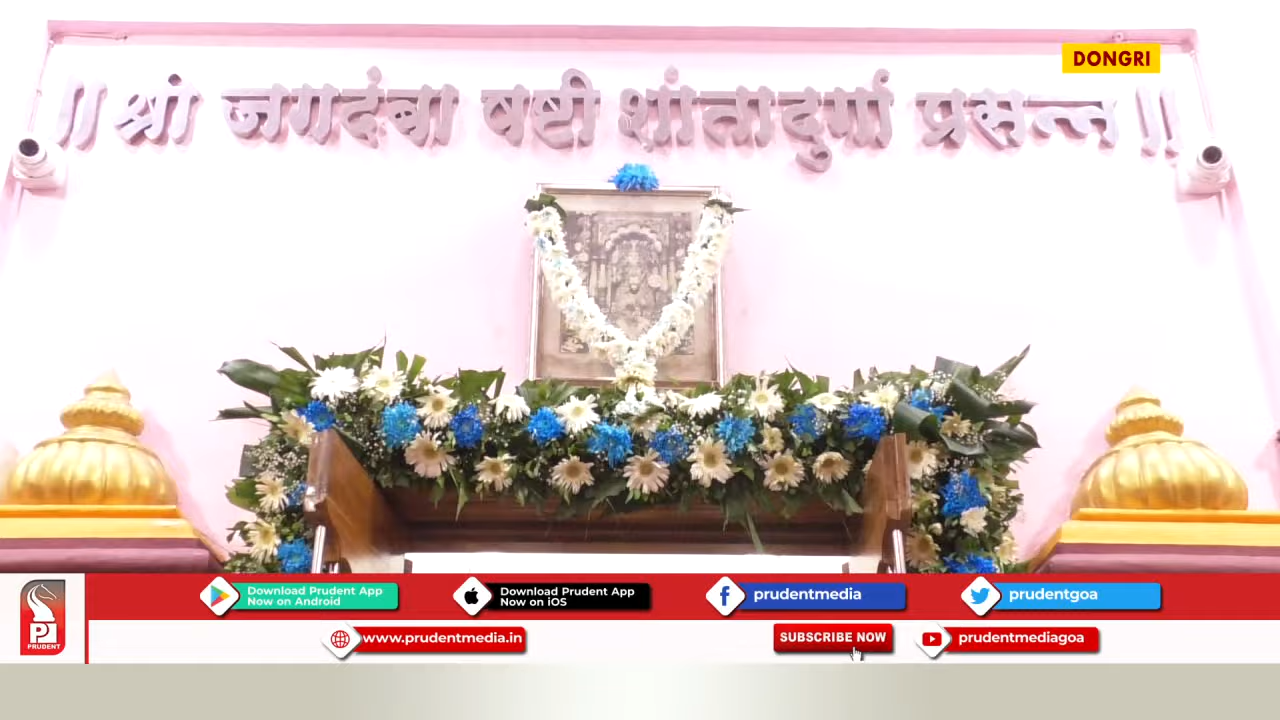 DONGRI
॥ श्री जगदंबा षष्टी शांतादुर्गा प्रसन्न ॥
Download Prudent App
Now on Android
Download Prudent App
Now on iOS
prudentmedia
prudentgoa
PRUDENT
www.prudentmedia.in
SUBSCRIBE NOW
prudentmediagoa